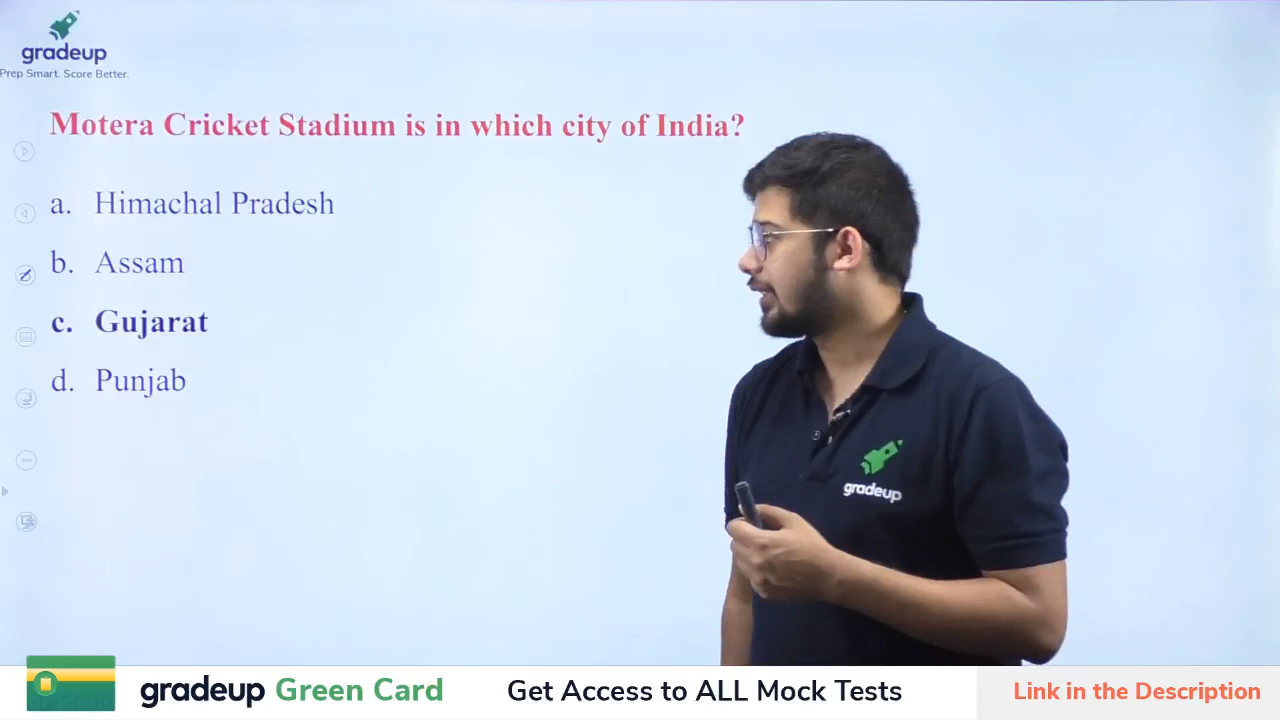 gradeup
Prep Smart. Score Better.
Motera Cricket Stadium is in which city of India?
a. Himachal Pradesh
b. Assam
c. Gujarat
d. Punjab
gradeup
gradeup Green Card
Get Access to ALL Mock Tests
Link in the Description